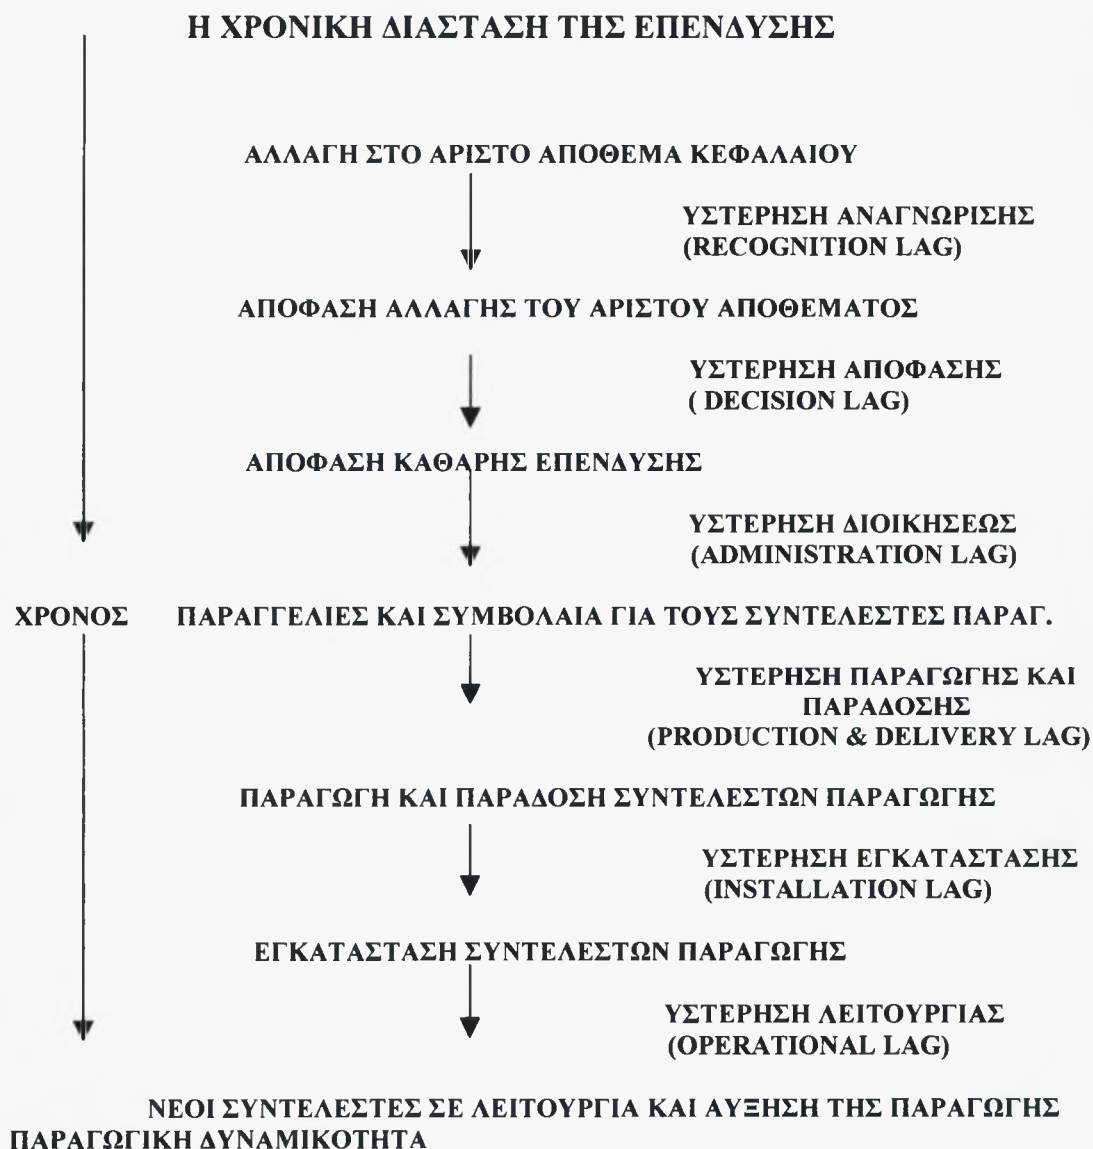 Η ΧΡΟΝΙΚΗ ΔΙΑΣΤΑΣΗ ΤΗΣ ΕΠΕΝΔΥΣΗΣ
ΑΛΛΑΓΗ ΣΤΟ ΑΡΙΣΤΟ ΑΠΟΘΕΜΑ ΚΕΦΑΛΑΙΟΥ
ΥΣΤΕΡΗΣΗ ΑΝΑΓΝΩΡΙΣΗΣ
(RECOGNITION LAG)
ΑΠΟΦΑΣΗ ΑΛΛΑΓΗΣ ΤΟΥ ΑΡΙΣΤΟΥ ΑΠΟΘΕΜΑΤΟΣ
ΥΣΤΕΡΗΣΗ ΑΠΟΦΑΣΗΣ
( DECISION LAG)
ΑΠΟΦΑΣΗ ΚΑΘΑΡΗΣ ΕΠΕΝΔΥΣΗΣ
ΥΣΤΕΡΗΣΗ ΔΙΟΙΚΗΣΕΩΣ
(ADMINISTRATION LAG)
ΧΡΟΝΟΣ ΠΑΡΑΓΓΕΛΙΕΣ ΚΑΙ ΣΥΜΒΟΛΑΙΑ ΓΙΑ ΤΟΥΣ ΣΥΝΤΕΛΕΣΤΕΣ ΠΑΡΑΓ.
ΥΣΤΕΡΗΣΗ ΠΑΡΑΓΩΓΗΣ ΚΑΙ
ΠΑΡΑΔΟΣΗΣ
(PRODUCTION & DELIVERY LAG)
ΠΑΡΑΓΩΓΗ ΚΑΙ ΠΑΡΑΔΟΣΗ ΣΥΝΤΕΛΕΣΤΩΝ ΠΑΡΑΓΩΓΗΣ
ΥΣΤΕΡΗΣΗ ΕΓΚΑΤΑΣΤΑΣΗΣ
(INSTALLATION LAG)
ΕΓΚΑΤΑΣΤΑΣΗ ΣΥΝΤΕΛΕΣΤΩΝ ΠΑΡΑΓΩΓΗΣ
ΥΣΤΕΡΗΣΗ ΛΕΙΤΟΥΡΓΙΑΣ
(OPERATIONAL LAG)
ΝΕΟΙ ΣΥΝΤΕΛΕΣΤΕΣ ΣΕ ΛΕΙΤΟΥΡΓΙΑ ΚΑΙ ΑΥΞΗΣΗ ΤΗΣ ΠΑΡΑΓΩΓΗΣ
ΠΑΡΑΓΩΓΙΚΗ ΔΥΝΑΜΙΚΟΤΗΤΑ